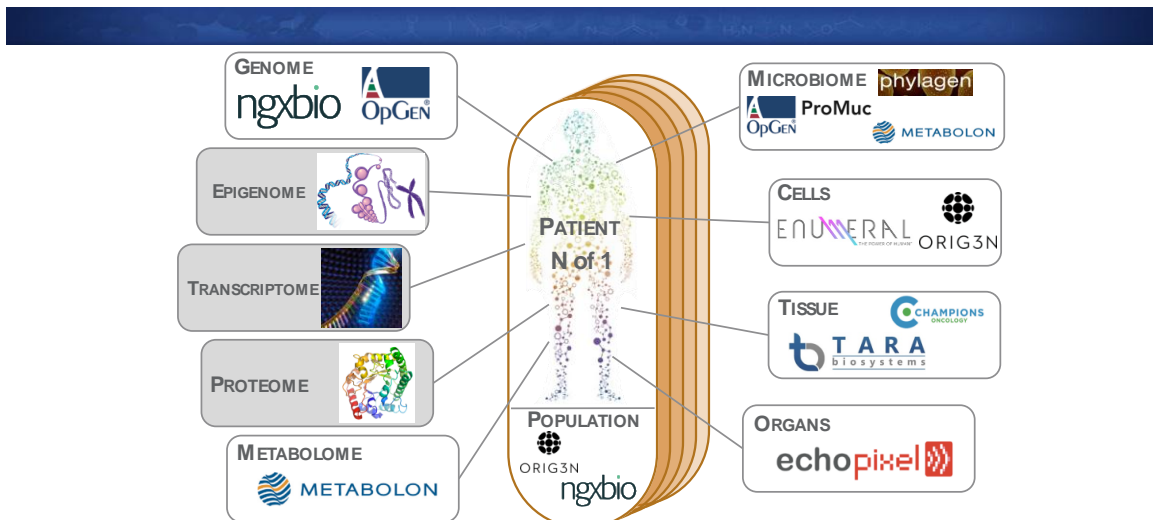 GENOME
ngxbio
OPGEN®
EPIGENOME
TRANSCRIPTOME
PROTEOME
METABOLOME
METABOLON
PATIENT
N of 1
POPULATION
ORIG3N
ngxbio
MICROBIOME
phylagen
OPGEN
ProMuc
METABOLON
CELLS
ENUMERAL
THE POWER OF HUMAN
ORIG3N
TISSUE
CHAMPIONS
ONCOLOGY
TARA
biosystems
ORGANS
echopixel